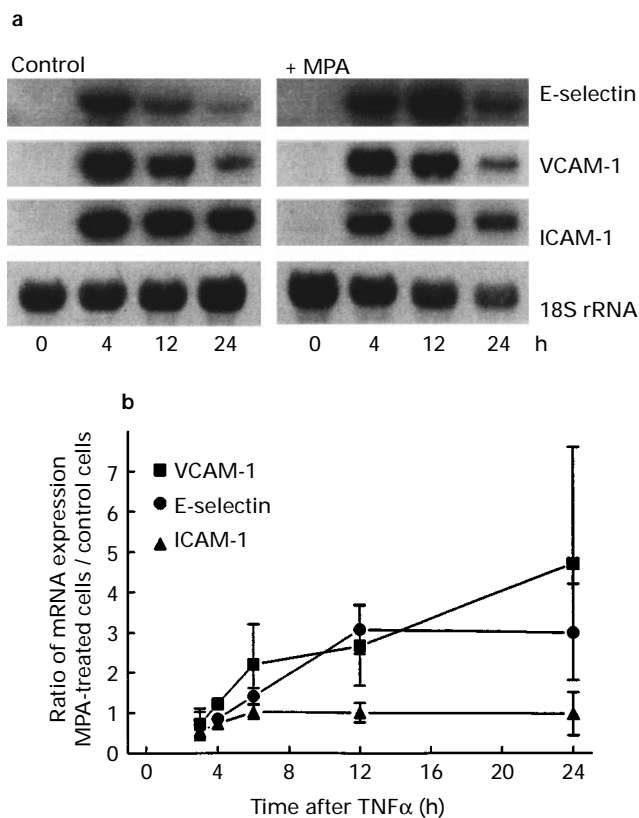 a
Control
+ MPA
E-selectin
VCAM-1
ICAM-1
18S rRNA
0 4 12 24 0 4 12 24 h
b
Ratio of mRNA expression
MPA-treated cells / control cells
7
6
5
4
3
2
1
0
VCAM-1
E-selectin
ICAM-1
0 4 8 12 16 20 24
Time after TNFα (h)